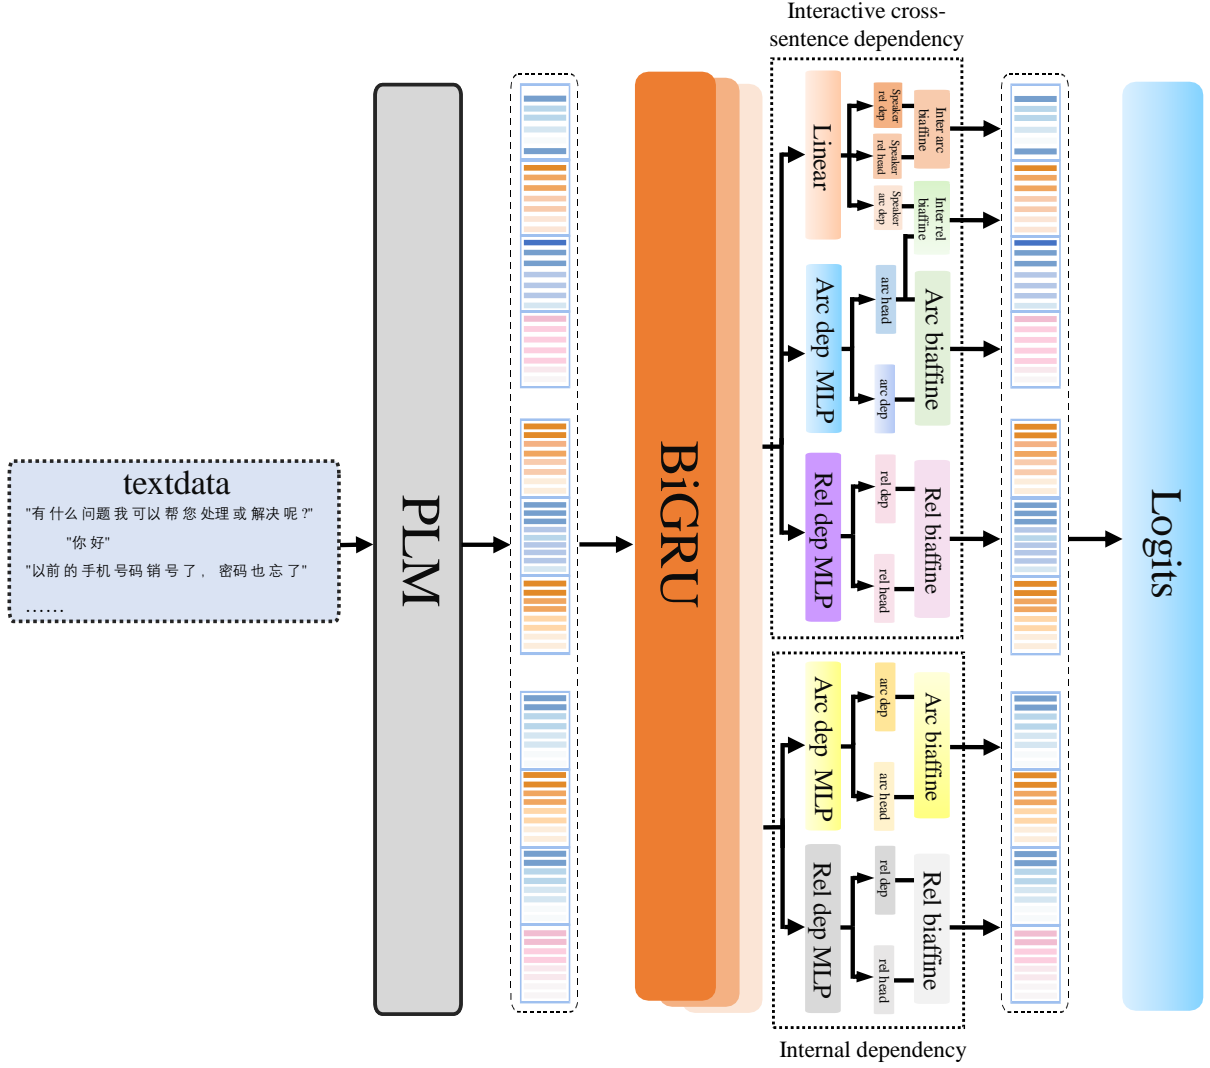 Interactive cross-
sentence dependency
textdata
"有什么问题我可以帮您处理或解决呢?"
"你好"
"以前的手机号码销号了，密码也忘了"
......
PLM
BiGRU
Linear
Speaker
rel dep
Speaker
rel head
Speaker
arc dep
Inter arc
biaffine
Inter rel
biaffine
Arc dep MLP
arc head
arc dep
Arc biaffine
Rel dep MLP
rel dep
rel head
Rel biaffine
Arc dep MLP
arc dep
arc head
Arc biaffine
Rel dep MLP
rel dep
rel head
Rel biaffine
Logits
Internal dependency